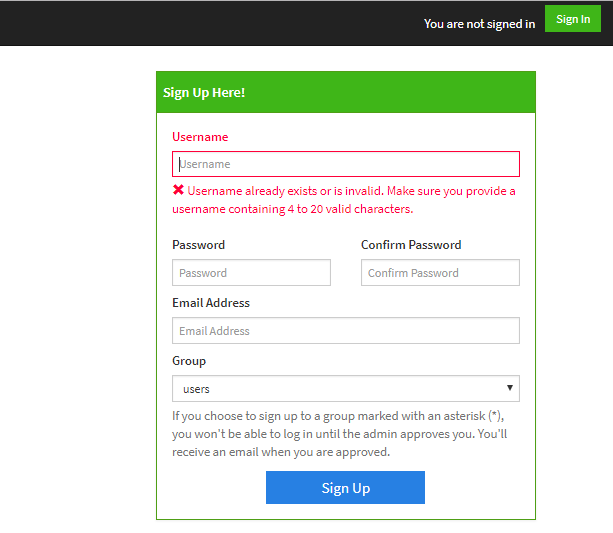 You are not signed in Sign In
Sign Up Here!
Username
Username
✖ Username already exists or is invalid. Make sure you provide a
username containing 4 to 20 valid characters.
Password Confirm Password
Password Confirm Password
Email Address
Email Address
Group
users
If you choose to sign up to a group marked with an asterisk (*),
you won't be able to log in until the admin approves you. You'll
receive an email when you are approved.
Sign Up